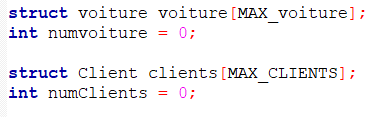 struct voiture voiture[MAX_voiture];
int numvoiture = 0;
struct Client clients[MAX_CLIENTS];
int numClients = 0;